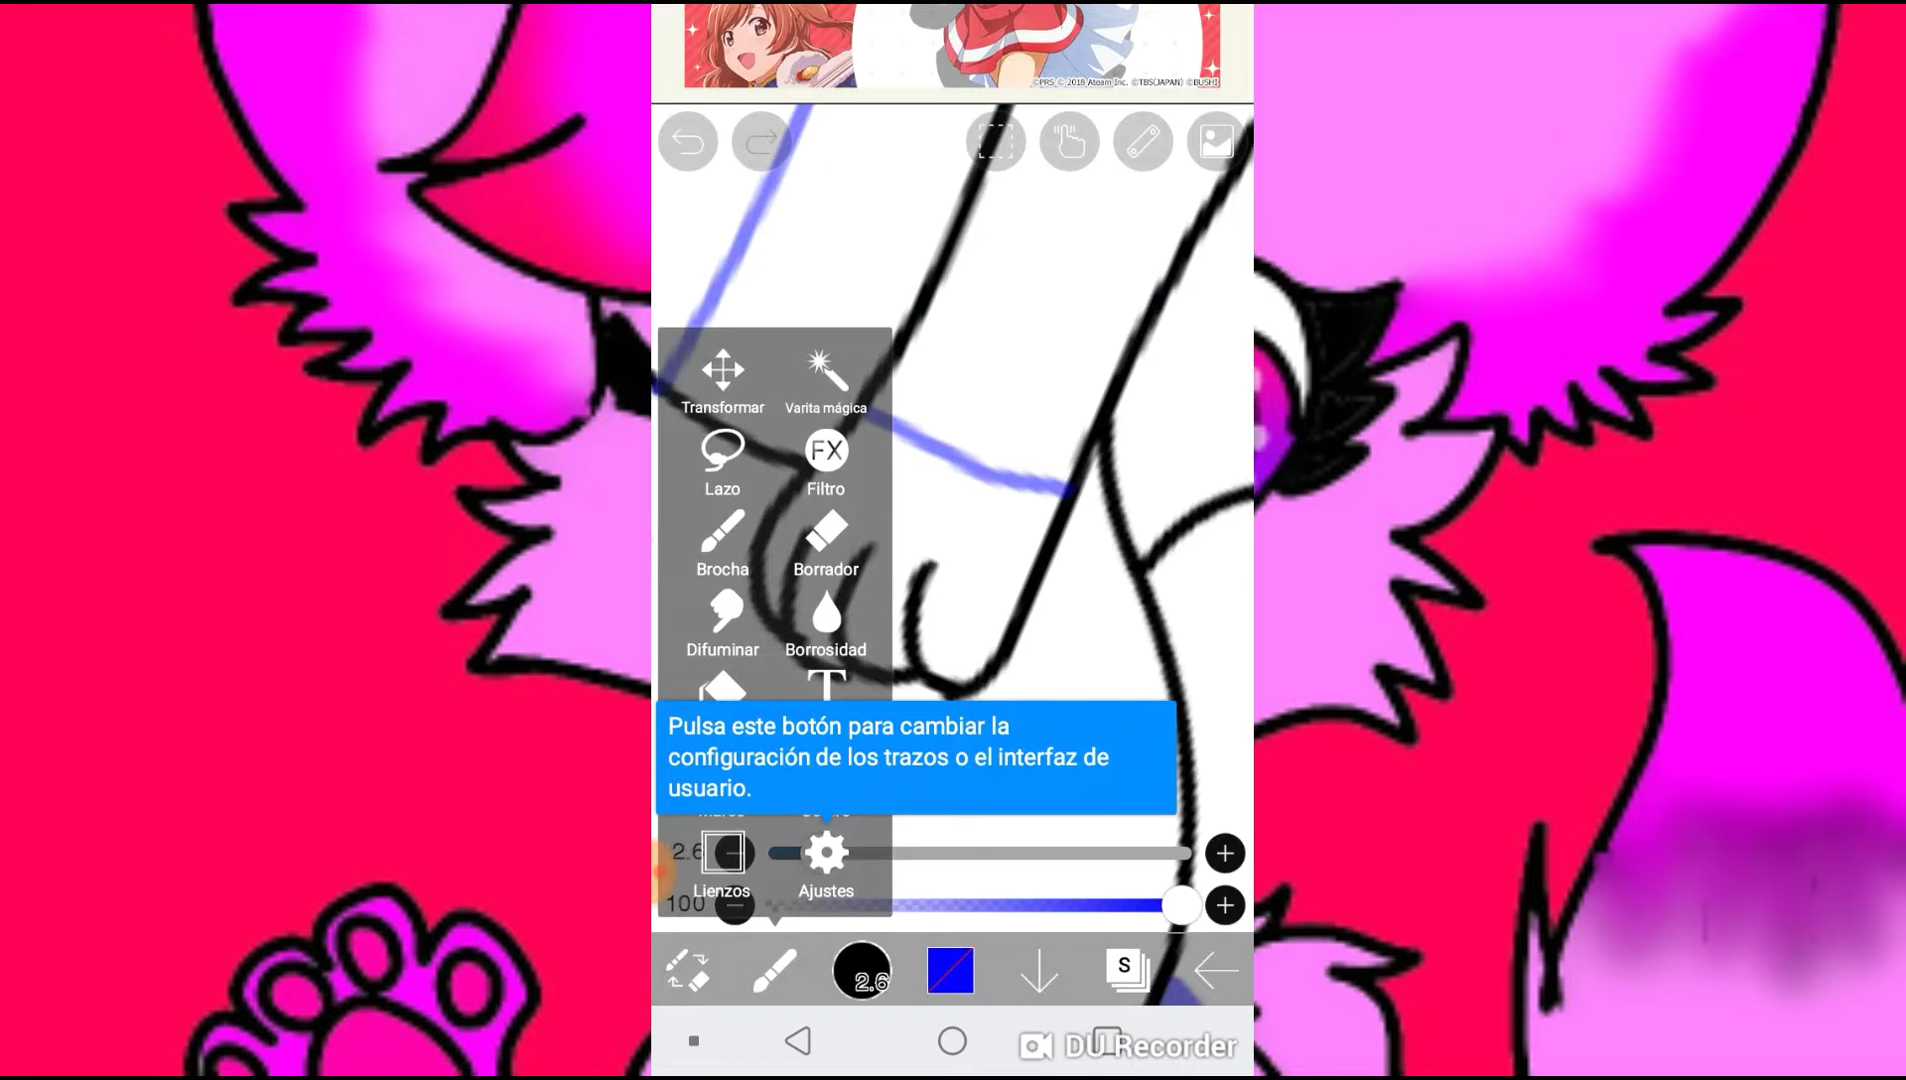 ©PRS © 2018 Ateam Inc. ©TBS(JAPAN) ©BUSHI
Transformar
Varita mágica
Lazo
FX
Filtro
Brocha
Borrador
Difuminar
Borrosidad
T
Pulsa este botón para cambiar la
configuración de los trazos o el interfaz de
usuario.
2.6
Lienzos
Ajustes
100
2.6
S
DU Recorder